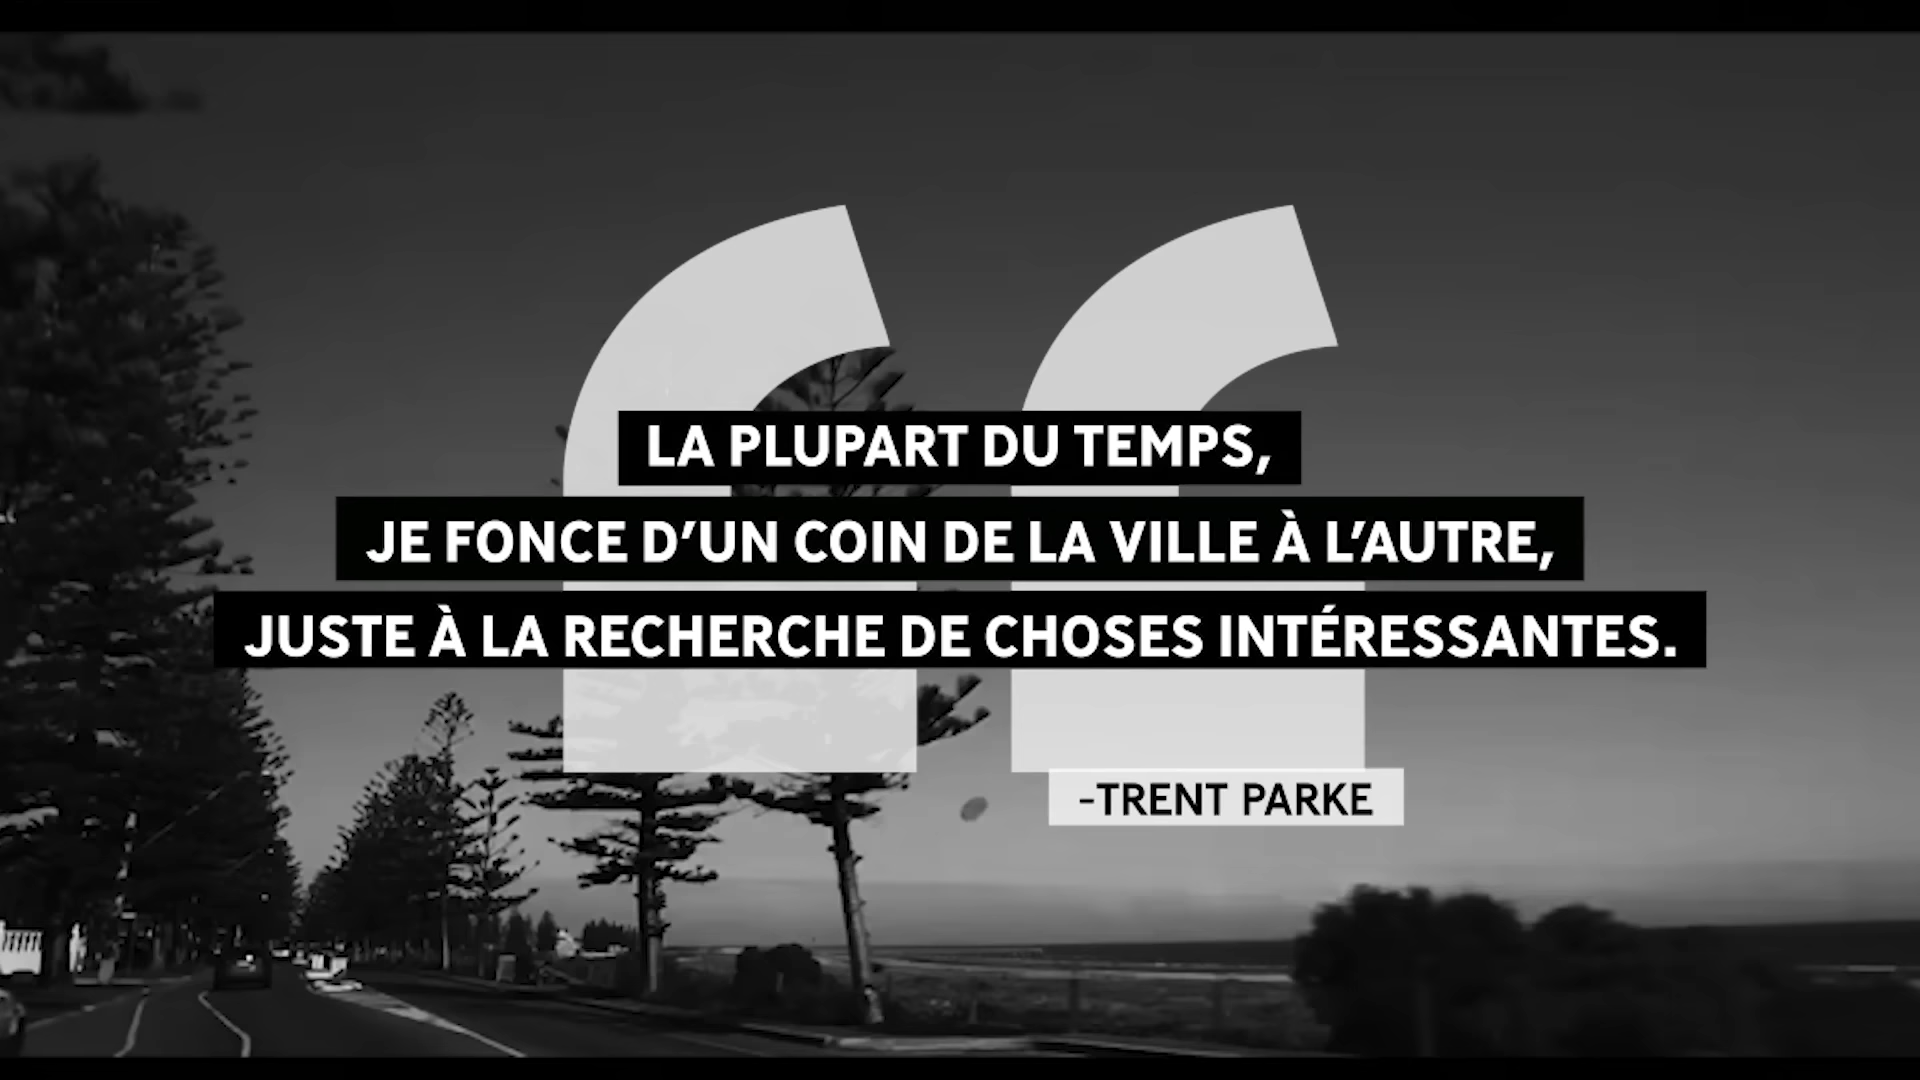 LA PLUPART DU TEMPS,
JE FONCE D’UN COIN DE LA VILLE À L’AUTRE,
JUSTE À LA RECHERCHE DE CHOSES INTÉRESSANTES.
-TRENT PARKE